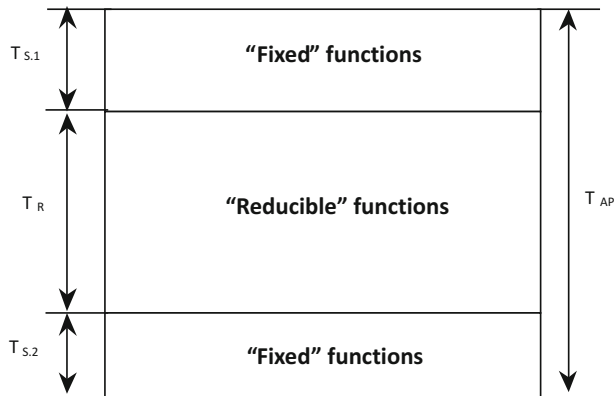 T S.1
“Fixed” functions
T R
“Reducible” functions
T AP
T S.2
“Fixed” functions